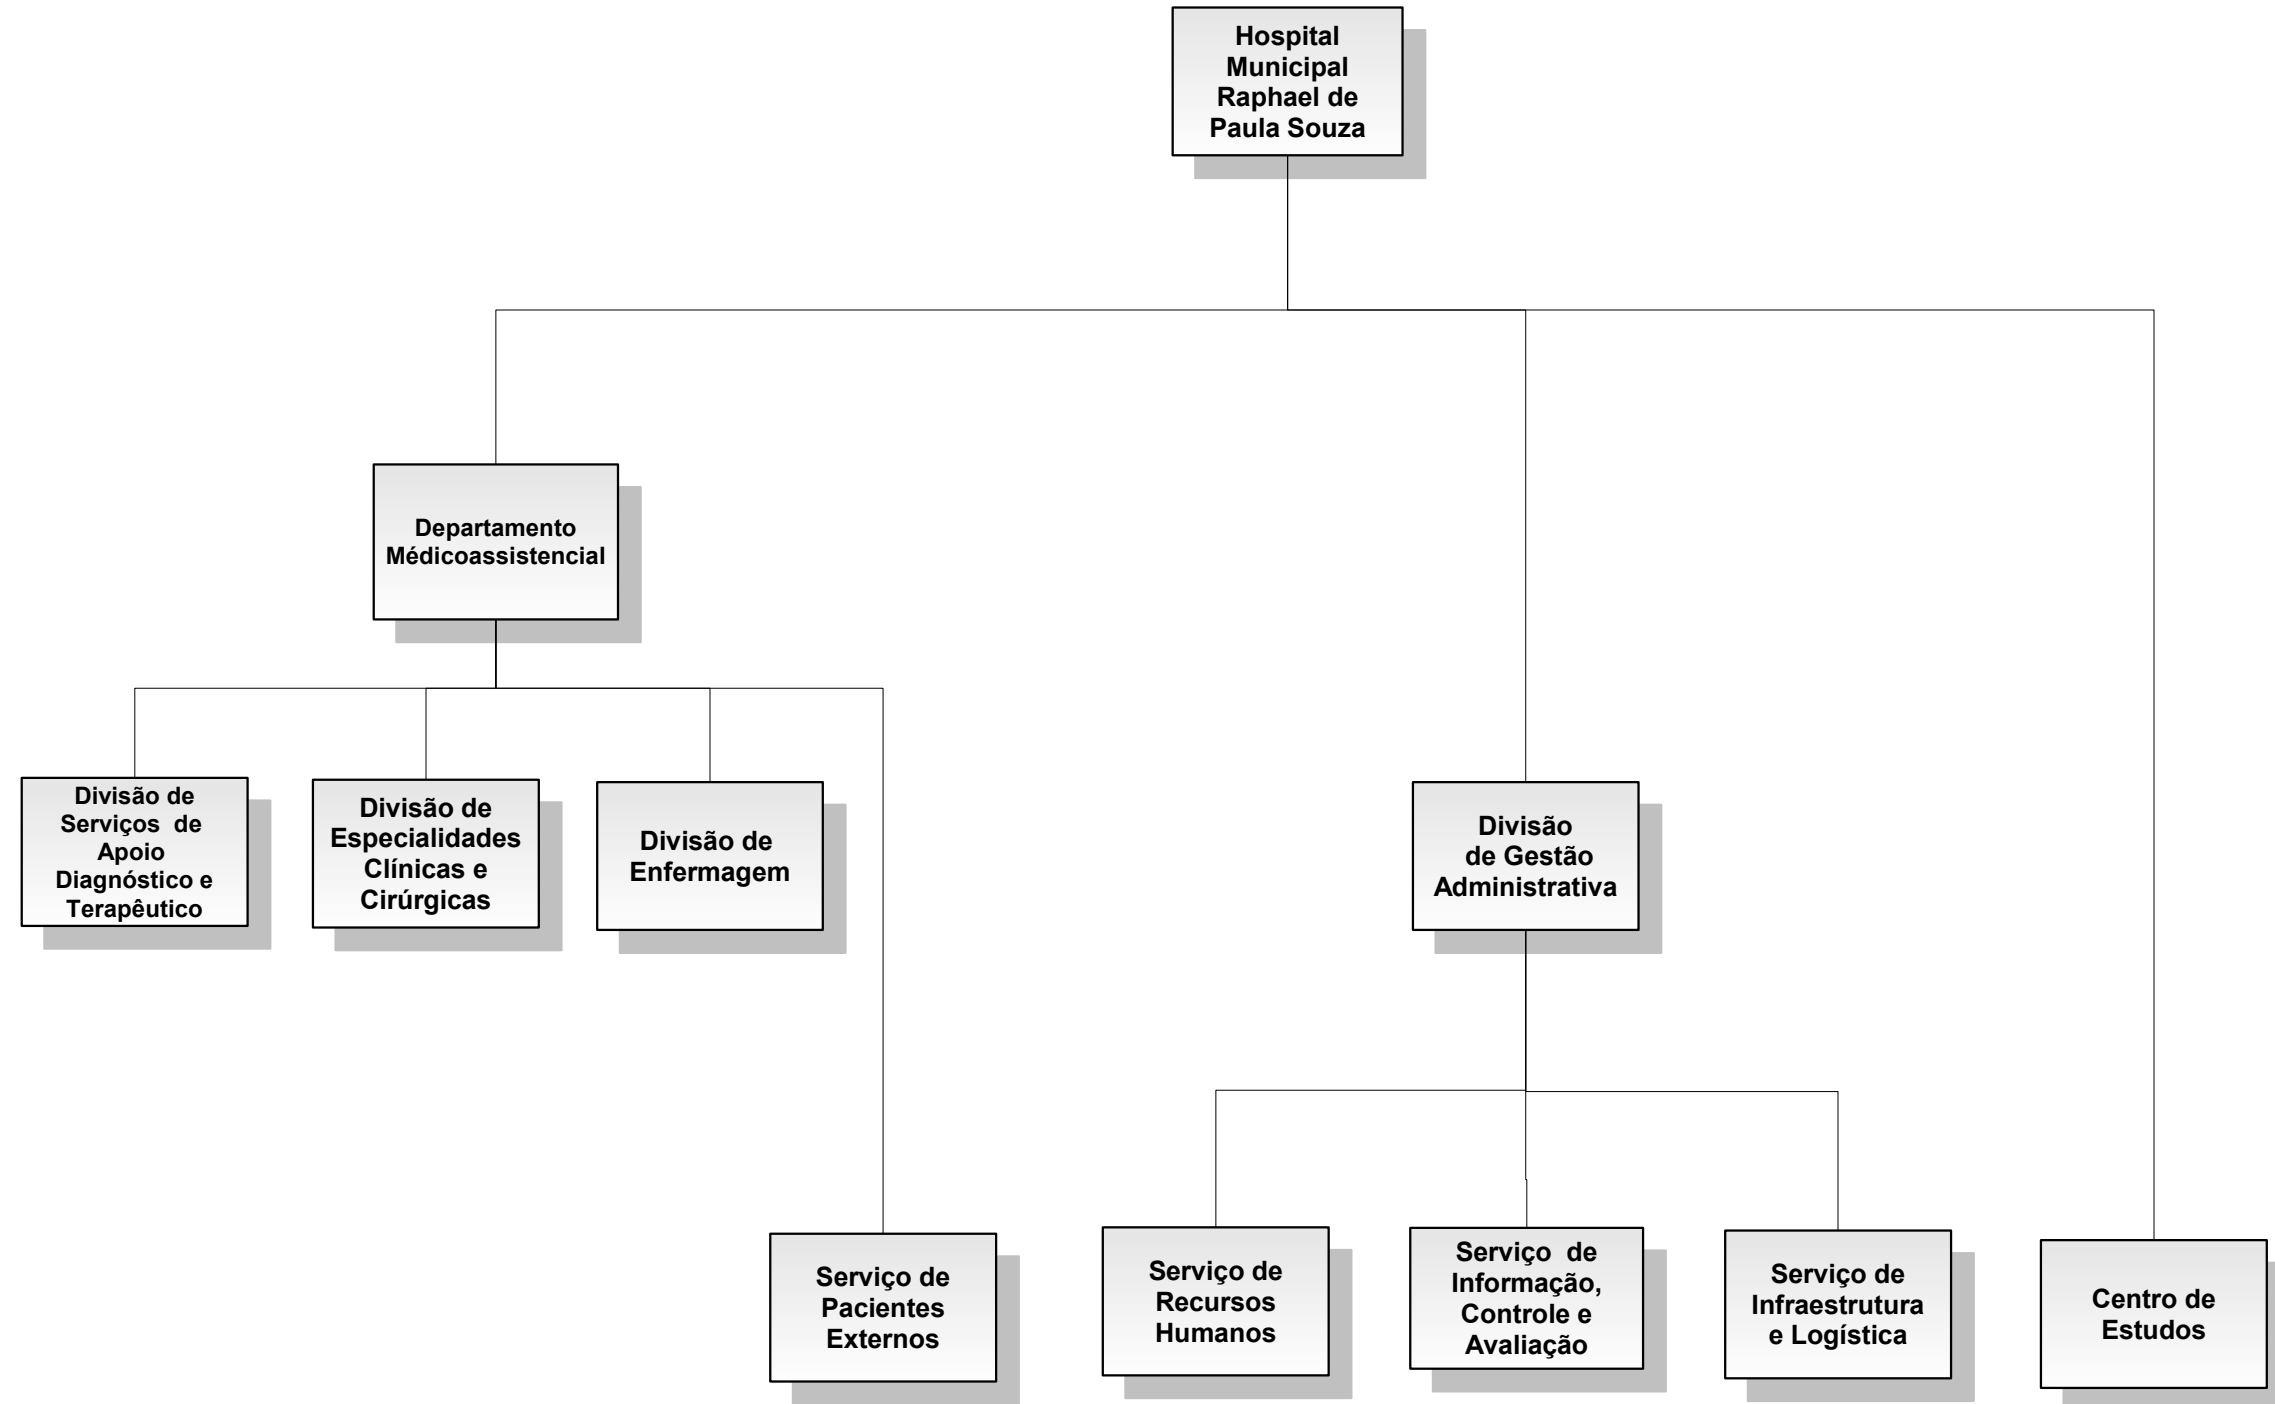 Hospital
Municipal
Raphael de
Paula Souza
Departamento
Médicoassistencial
Divisão de
Serviços  de
Apoio
Diagnóstico e
Terapêutico
Divisão de
Especialidades
Clínicas e
Cirúrgicas
Divisão de
Enfermagem
Divisão
de Gestão
Administrativa
Serviço de
Pacientes
Externos
Serviço de
Recursos
Humanos
Serviço  de
Informação,
Controle e
Avaliação
Serviço de
Infraestrutura
e Logística
Centro de
Estudos